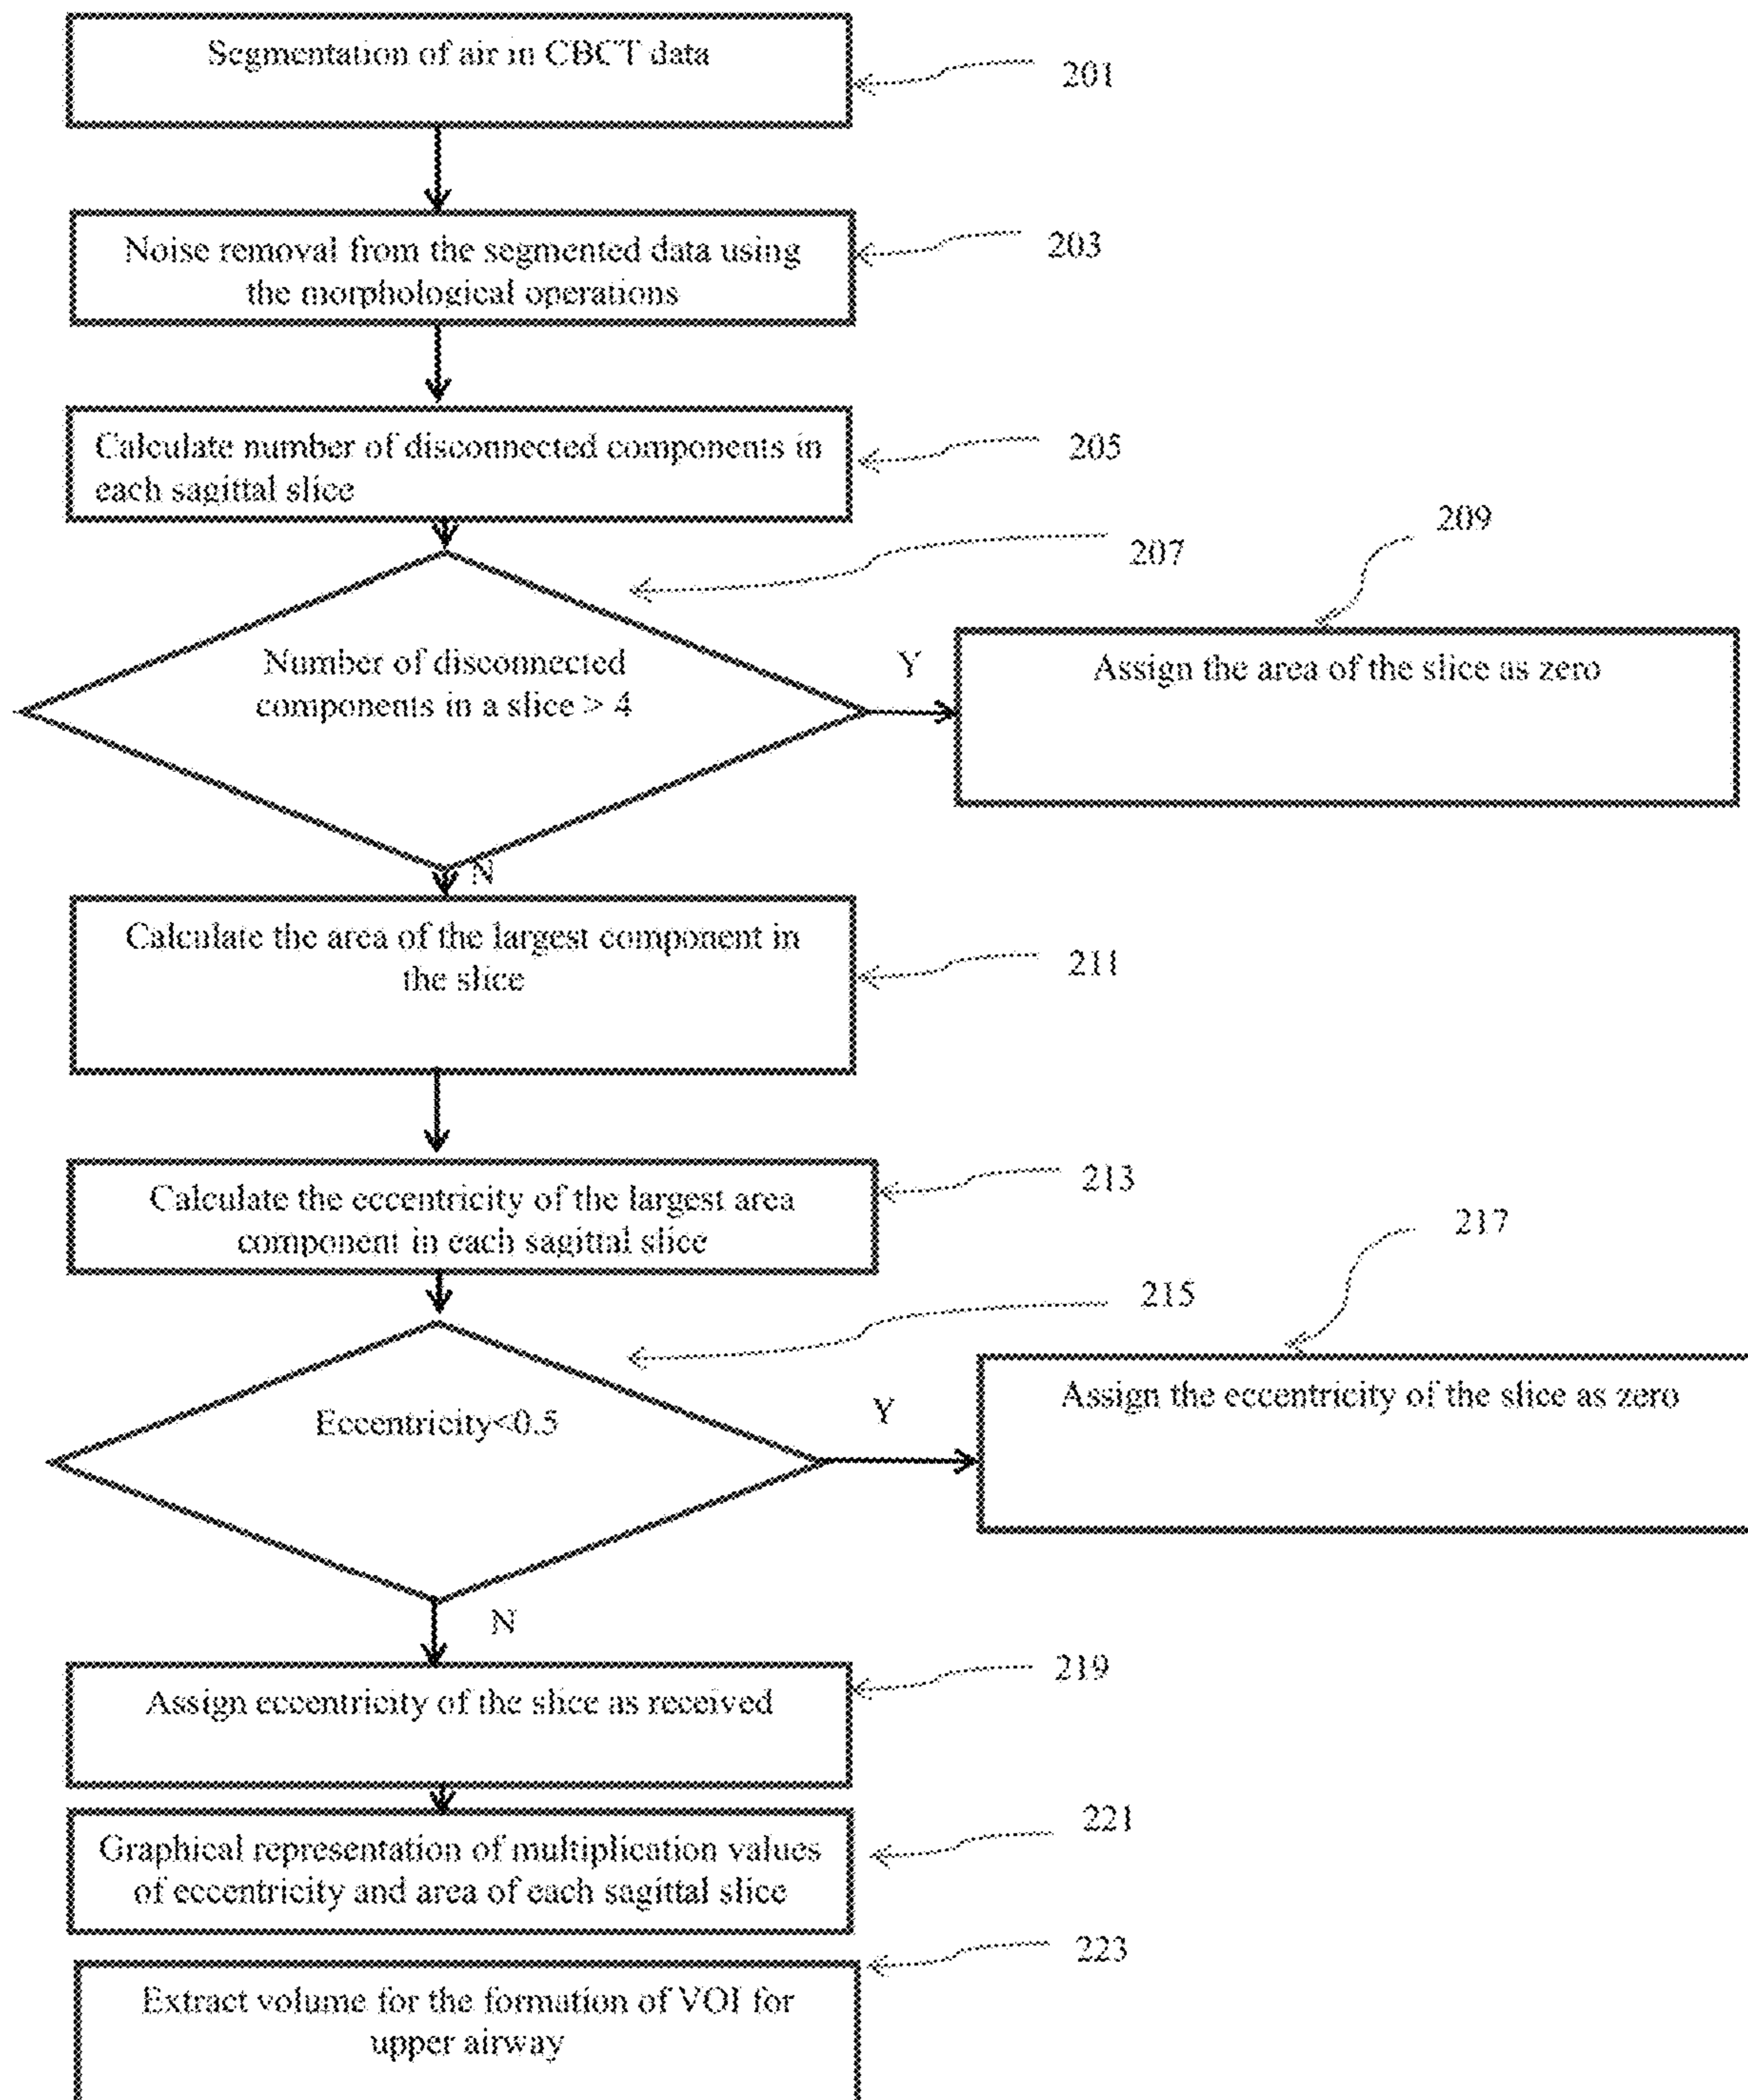 Segmentation of air in CBCT data
201
Noise removal from the segmented data using
the morphological operations
203
Calculate number of disconnected components in
each sagittal slice
205
207
209
Number of disconnected
components in a slice > 4
Y
Assign the area of the slice as zero
N
Calculate the area of the largest component in
the slice
211
Calculate the eccentricity of the largest area
component in each sagittal slice
213
215
217
Eccentricity<0.5
Y
Assign the eccentricity of the slice as zero
N
Assign eccentricity of the slice as received
219
Graphical representation of multiplication values
of eccentricity and area of each sagittal slice
221
223
Extract volume for the formation of VOI for
upper airway